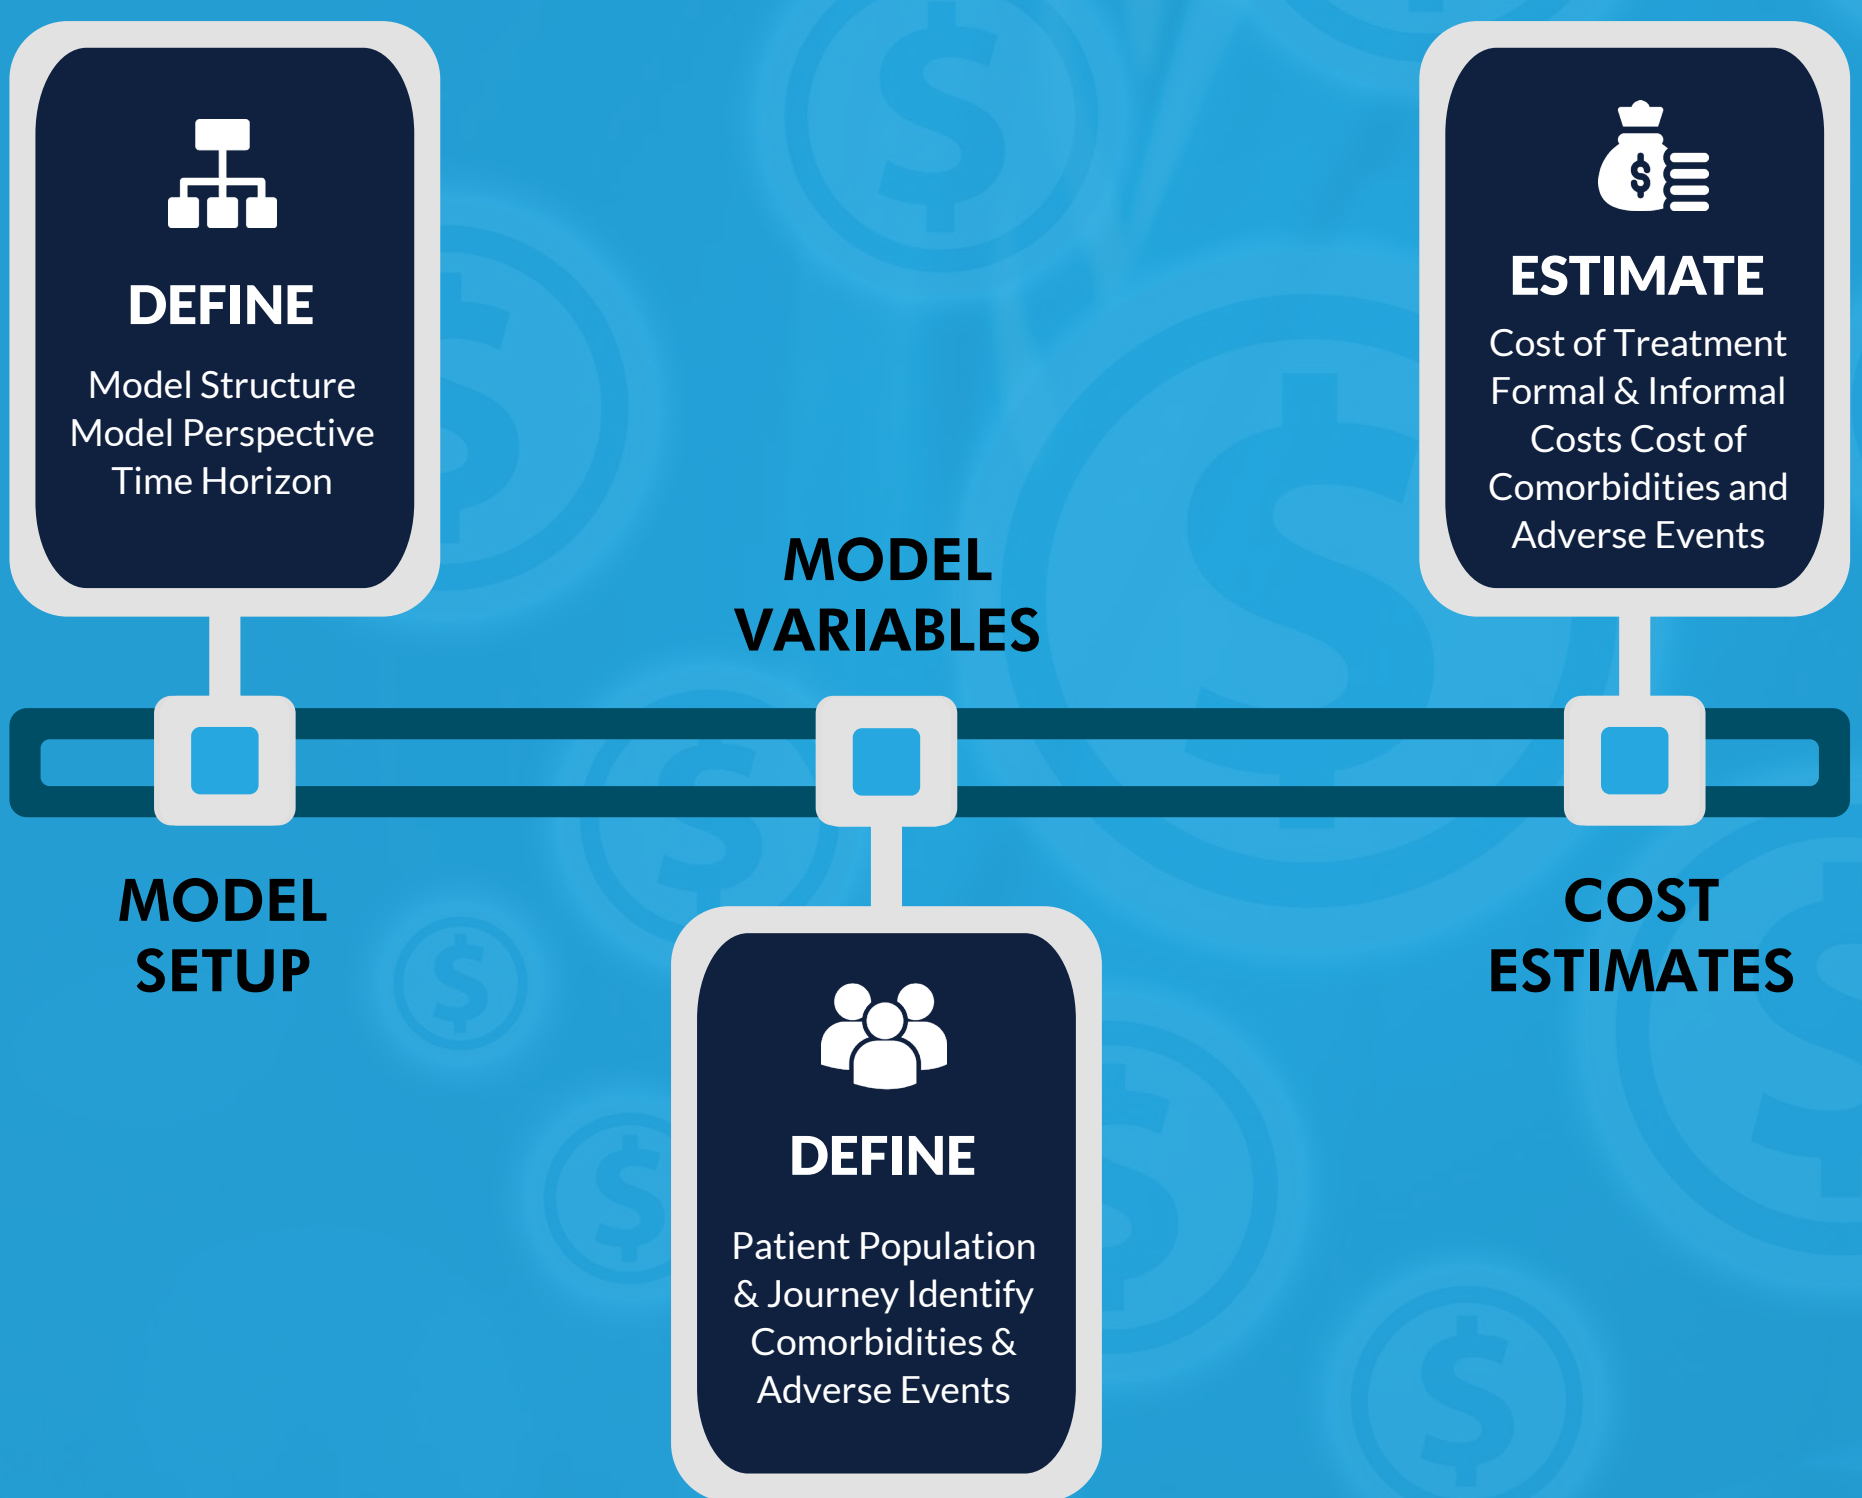 DEFINE
Model Structure
Model Perspective
Time Horizon
MODEL
SETUP
MODEL
VARIABLES
DEFINE
Patient Population
& Journey Identify
Comorbidities &
Adverse Events
ESTIMATE
Cost of Treatment
Formal & Informal
Costs Cost of
Comorbidities and
Adverse Events
COST
ESTIMATES